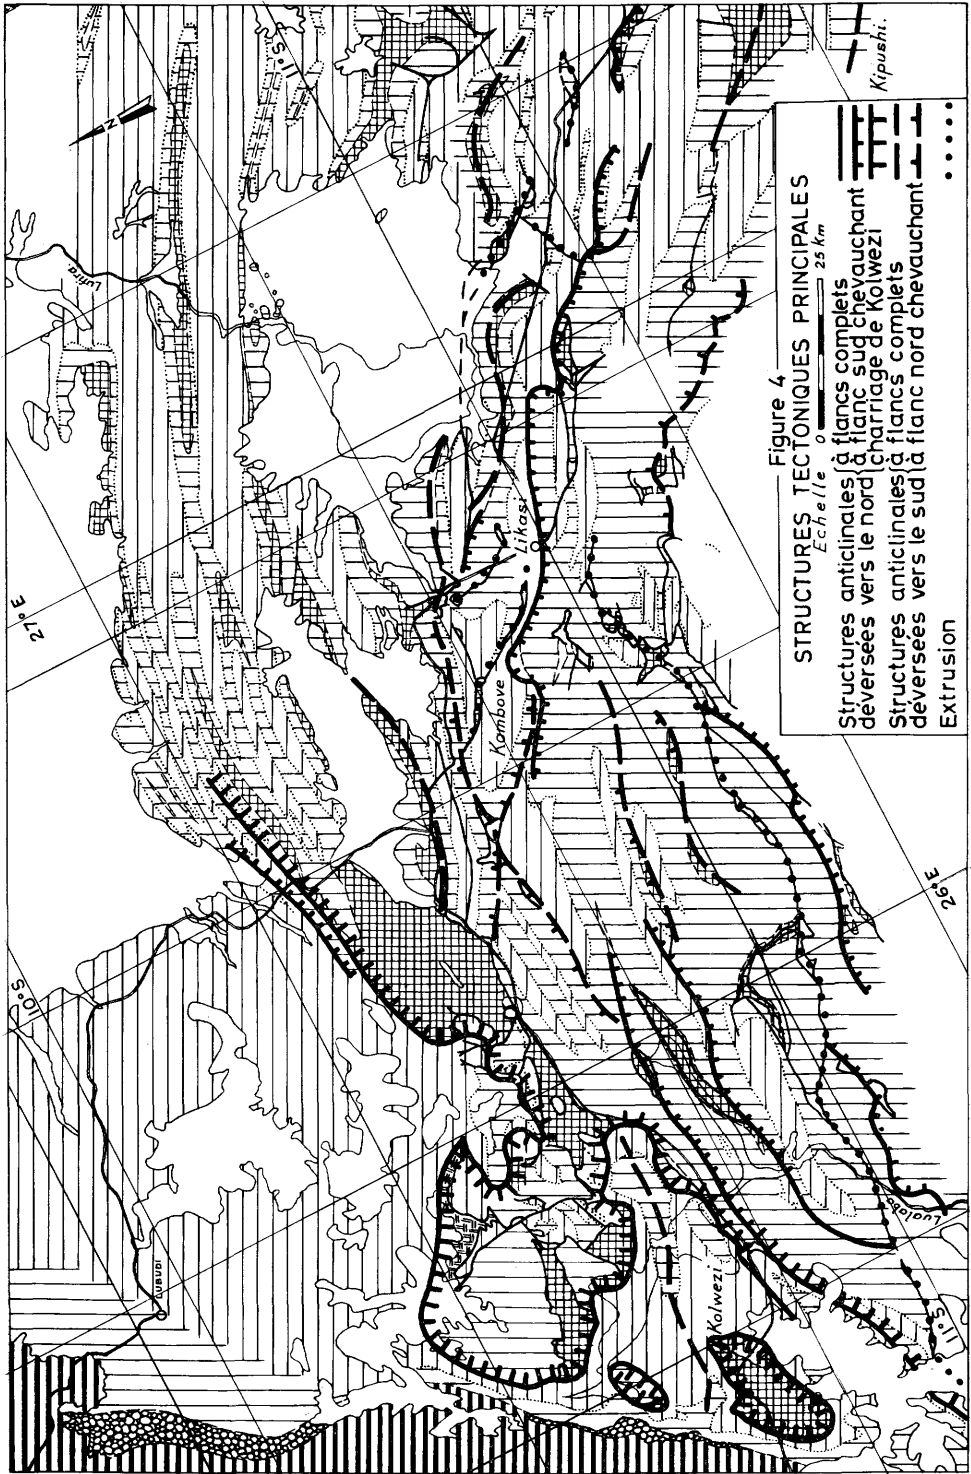 Figure 4
STRUCTURES TECTONIQUES PRINCIPALES
Echelle 0 25 km
Structures anticlinales { à flancs complets
déversées vers le nord { à flanc sud chevauchant
(charriage de Kolwezi
Structures anticlinales { à flancs complets
déversées vers le sud { à flanc nord chevauchant
Extrusion
N
10°S
11°S
11°S
26°E
27°E
Lufira
LUBUDI
Likasi
Kambove
Kolwezi
Lualaba
Kipushi.